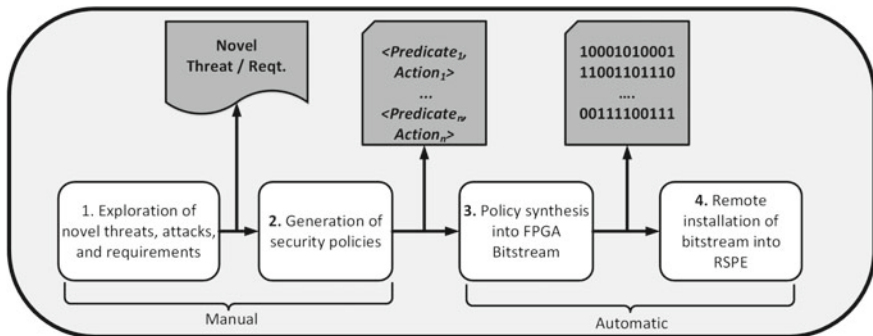 Novel
Threat / Reqt.
<Predicate₁,
Action₁>
...
<Predicateₙ,
Actionₙ>
10001010001
11001101110
....
00111100111
1. Exploration of
novel threats, attacks,
and requirements
2. Generation of
security policies
3. Policy synthesis
into FPGA
Bitstream
4. Remote
installation of
bitstream into
RSPE
Manual
Automatic